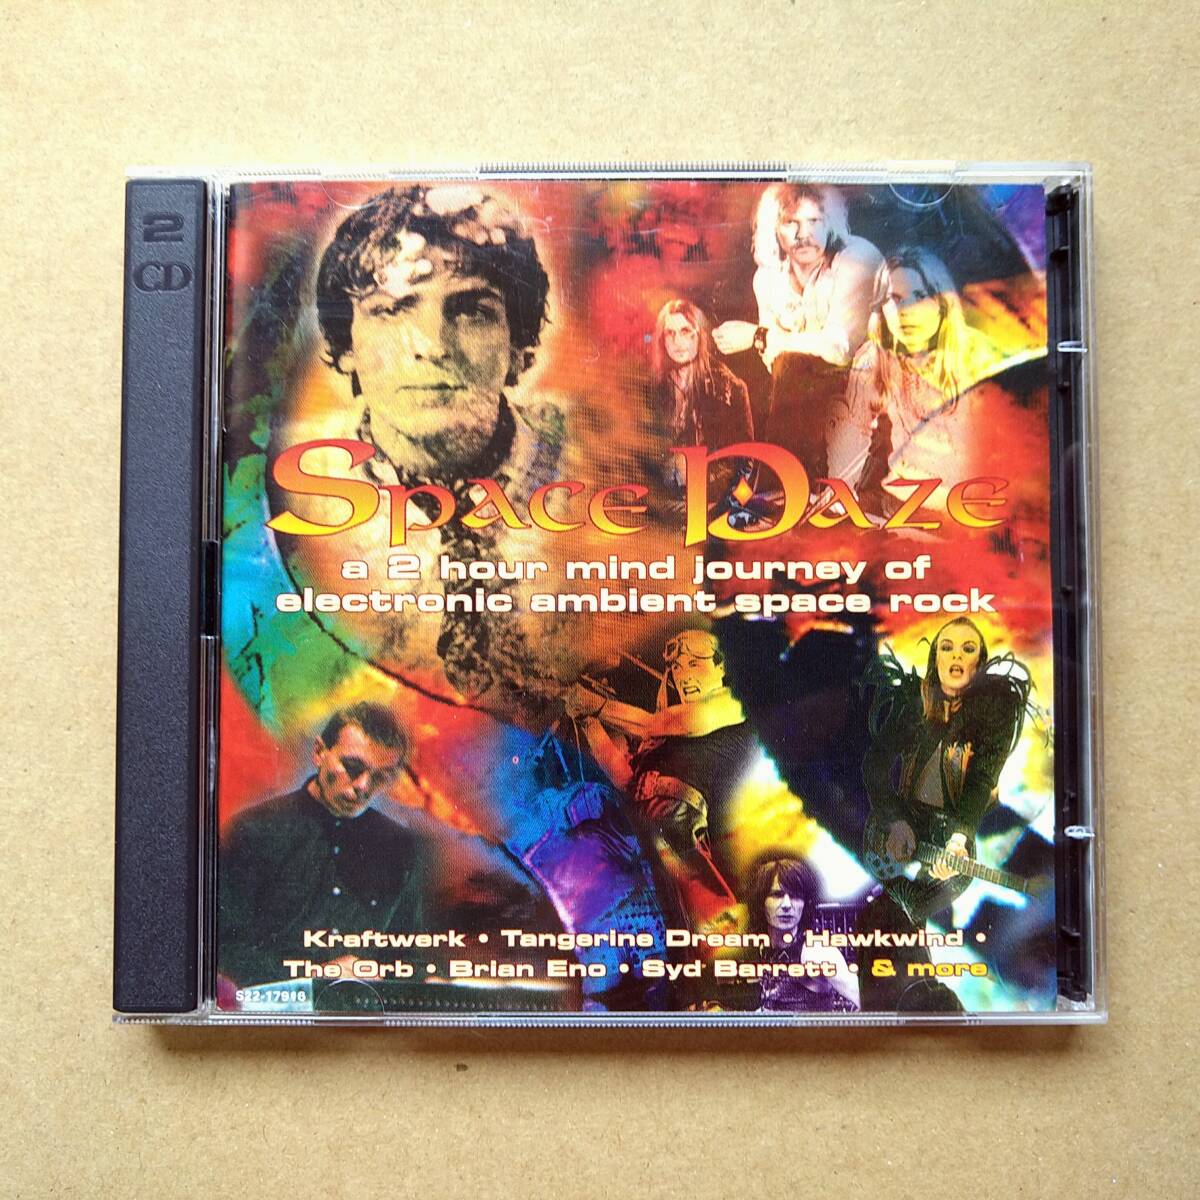 2
CD
Space Daze
a 2 hour mind journey of
electronic ambient space rock
Kraftwerk • Tangerine Dream • Hawkwind •
The Orb • Brian Eno • Syd Barrett • & more
S22-17916